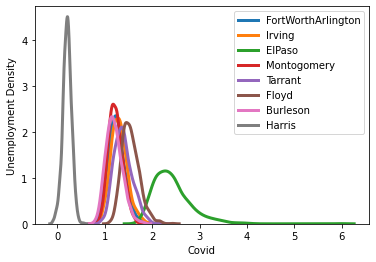 FortWorthArlington
Irving
ElPaso
Montogomery
Tarrant
Floyd
Burleson
Harris
Unemployment Density
4
3
2
1
0
0 1 2 3 4 5 6
Covid